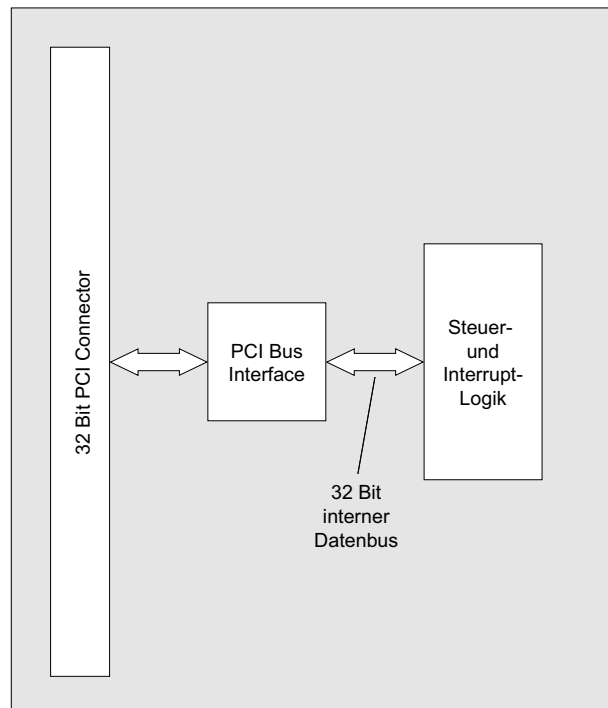 32 Bit PCI Connector
PCI Bus
Interface
Steuer-
und
Interrupt-
Logik
32 Bit
interner
Datenbus